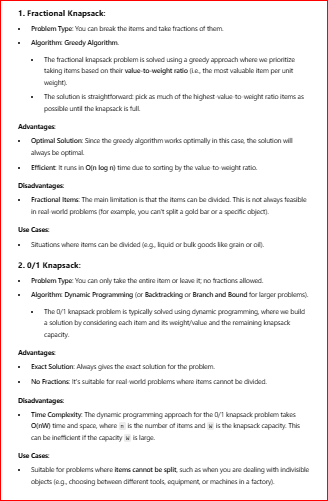 1. Fractional Knapsack:
• Problem Type: You can break the items and take fractions of them.
• Algorithm: Greedy Algorithm.
• The fractional knapsack problem is solved using a greedy approach where we prioritize
taking items based on their value-to-weight ratio (i.e., the most valuable item per unit
weight).
• The solution is straightforward: pick as much of the highest value-to-weight ratio items as
possible until the knapsack is full.
Advantages:
• Optimal Solution: Since the greedy algorithm works optimally in this case, the solution will
always be optimal.
• Efficient: It runs in O(n log n) time due to sorting by the value-to-weight ratio.
Disadvantages:
• Fractional Items: The main limitation is that the items can be divided. This is not always feasible
in real-world problems (for example, you can't split a gold bar or a specific object).
Use Cases:
• Situations where items can be divided (e.g., liquid or bulk goods like grain or oil).
2. 0/1 Knapsack:
• Problem Type: You can only take the entire item or leave it; no fractions allowed.
• Algorithm: Dynamic Programming (or Backtracking or Branch and Bound for larger problems).
• The 0/1 knapsack problem is typically solved using dynamic programming, where we build
a solution by considering each item and its weight/value and the remaining knapsack
capacity.
Advantages:
• Exact Solution: Always gives the exact solution for the problem.
• No Fractions: It's suitable for real-world problems where items cannot be divided.
Disadvantages:
• Time Complexity: The dynamic programming approach for the 0/1 knapsack problem takes
O(nW) time and space, where n is the number of items and W is the knapsack capacity. This
can be inefficient if the capacity W is large.
Use Cases:
• Suitable for problems where items cannot be split, such as when you are dealing with indivisible
objects (e.g., choosing between different tools, equipment, or machines in a factory).